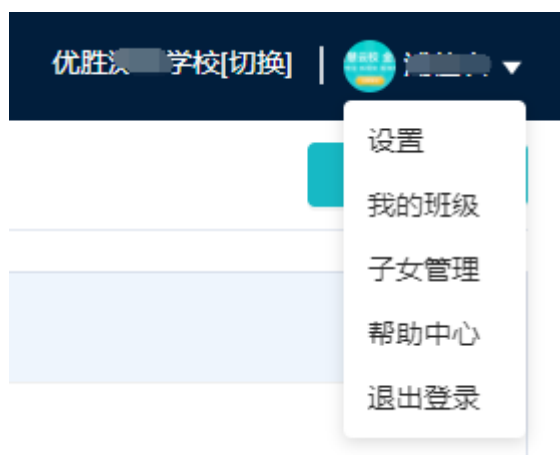 优胜 学校[切换]
设置
我的班级
子女管理
帮助中心
退出登录